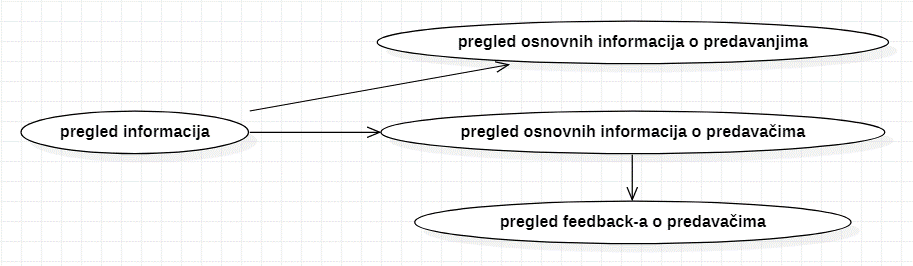 pregled osnovnih informacija o predavanjima
pregled informacija
pregled osnovnih informacija o predavačima
pregled feedback-a o predavačima